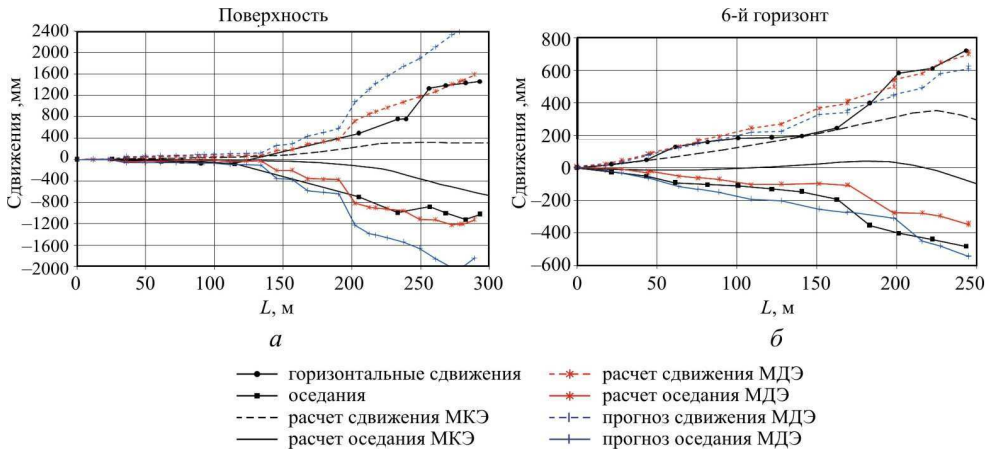 Поверхность
6-й горизонт
Сдвижения ,мм
2400
2000
1600
1200
800
400
0
−400
−800
−1200
−1600
−2000
0 50 100 150 200 250 300
L, м
а
Сдвижения ,мм
800
600
400
200
0
−200
−400
−600
0 50 100 150 200 250
L, м
б
горизонтальные сдвижения
оседания
расчет сдвижения МКЭ
расчет оседания МКЭ
расчет сдвижения МДЭ
расчет оседания МДЭ
прогноз сдвижения МДЭ
прогноз оседания МДЭ